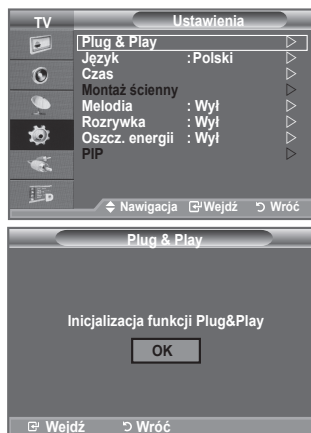 TV Ustawienia
Plug & Play
Język : Polski
Czas
Montaż ścienny
Melodia : Wył
Rozrywka : Wył
Oszcz. energii : Wył
PIP
Nawigacja Wejdź Wróć
Plug & Play
Inicjalizacja funkcji Plug&Play
OK
Wejdź Wróć